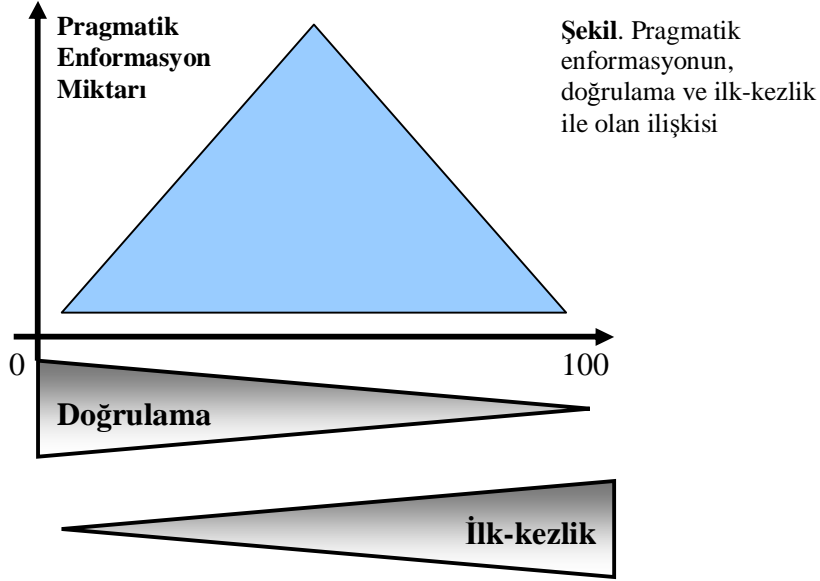 Pragmatik
Enformasyon
Miktarı
Şekil. Pragmatik
enformasyonun,
doğrulama ve ilk-kezlik
ile olan ilişkisi
0
100
Doğrulama
İlk-kezlik